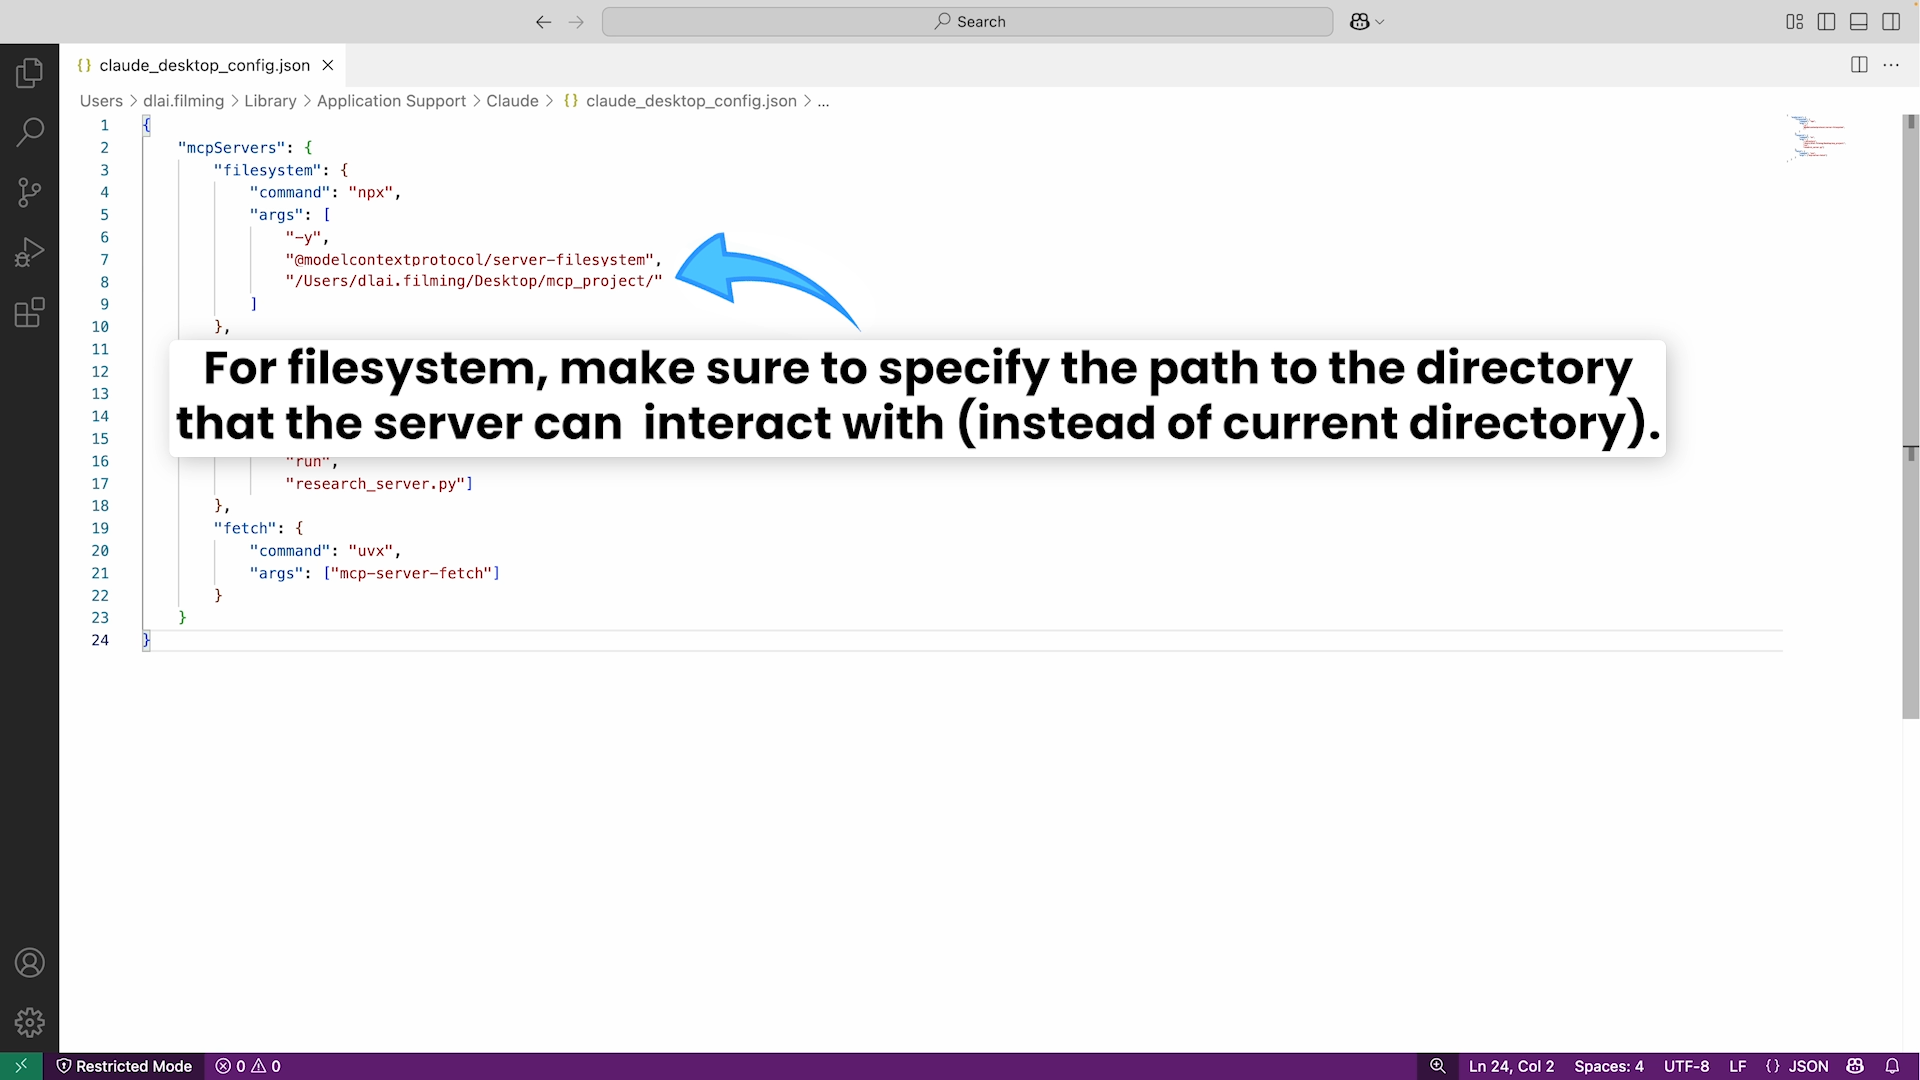 Search
claude_desktop_config.json
Users > dlai.filming > Library > Application Support > Claude > {} claude_desktop_config.json > ...
1 {
2 "mcpServers": {
3 "filesystem": {
4 "command": "npx",
5 "args": [
6 "-y",
7 "@modelcontextprotocol/server-filesystem",
8 "/Users/dlai.filming/Desktop/mcp_project/"
9 ]
10 },
11
12
13
14
15
For filesystem, make sure to specify the path to the directory
that the server can interact with (instead of current directory).
16 "run",
17 "research_server.py"]
18 },
19 "fetch": {
20 "command": "uvx",
21 "args": ["mcp-server-fetch"]
22 }
23 }
24 }
Restricted Mode 0 0 Ln 24, Col 2 Spaces: 4 UTF-8 LF {} JSON